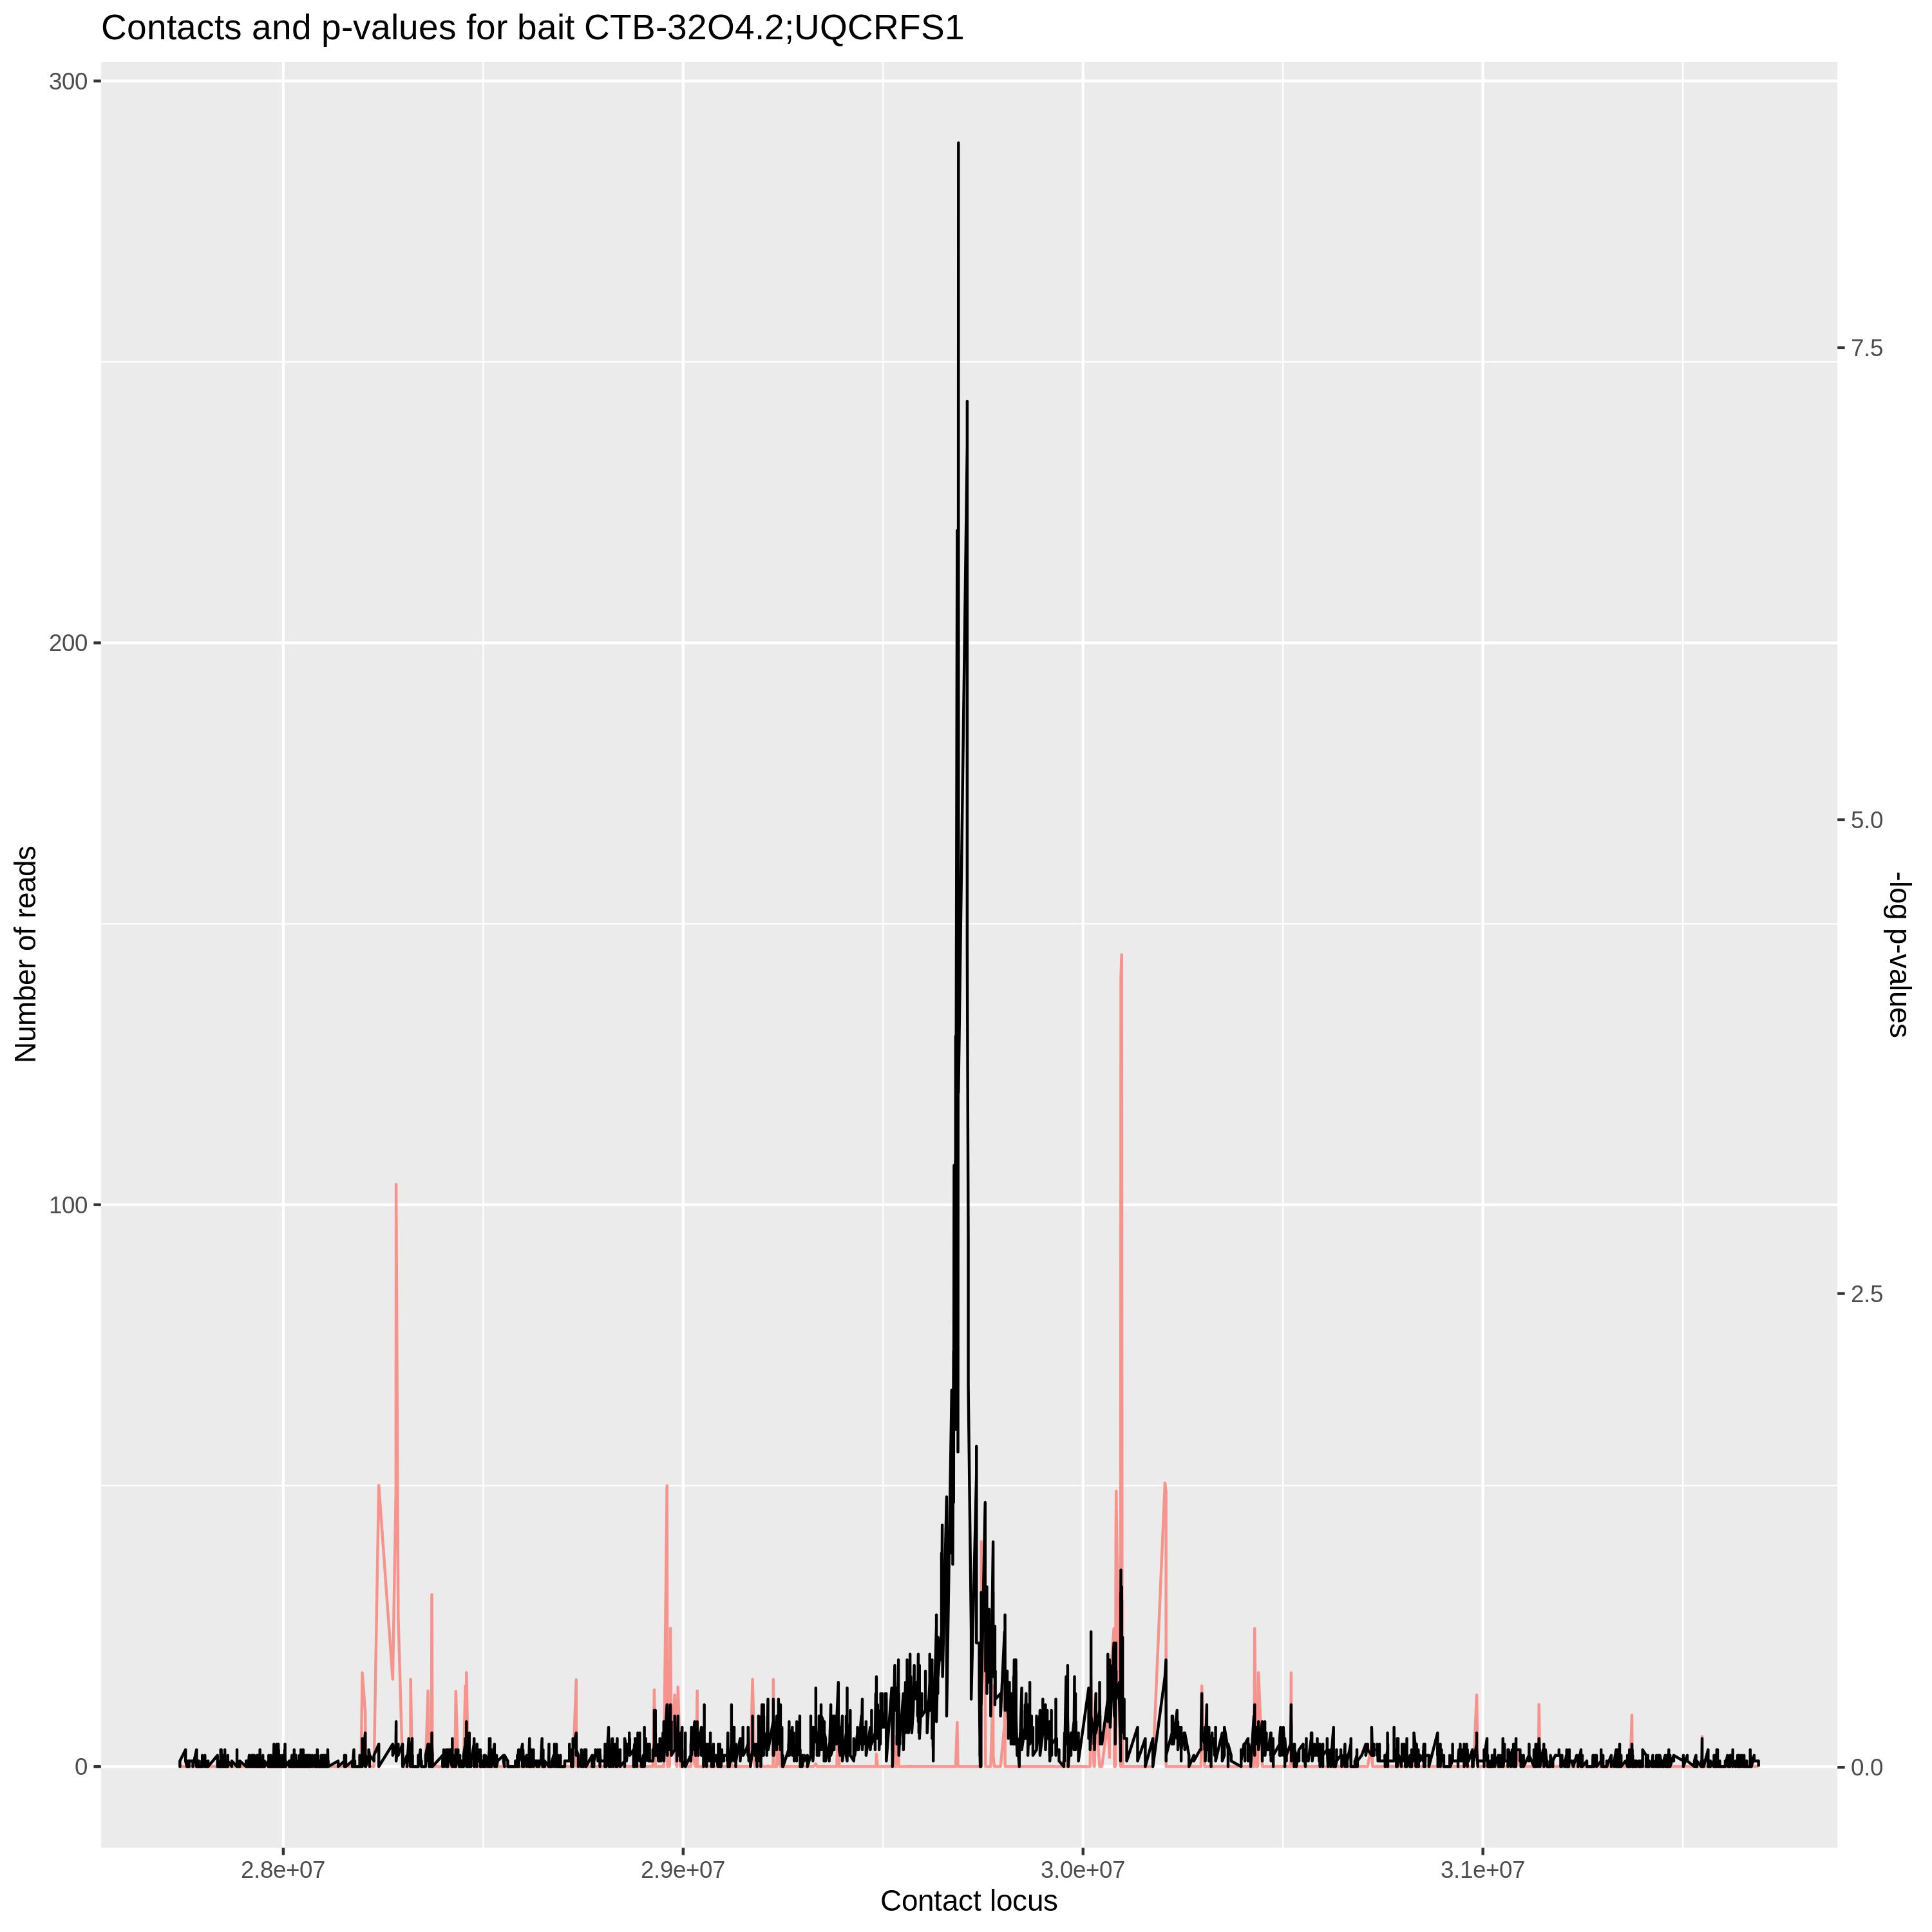 Contacts and p-values for bait CTB-32O4.2;UQCRFS1
300
200
100
0
Number of reads
7.5
5.0
2.5
0.0
-log p-values
2.8e+07
2.9e+07
3.0e+07
3.1e+07
Contact locus